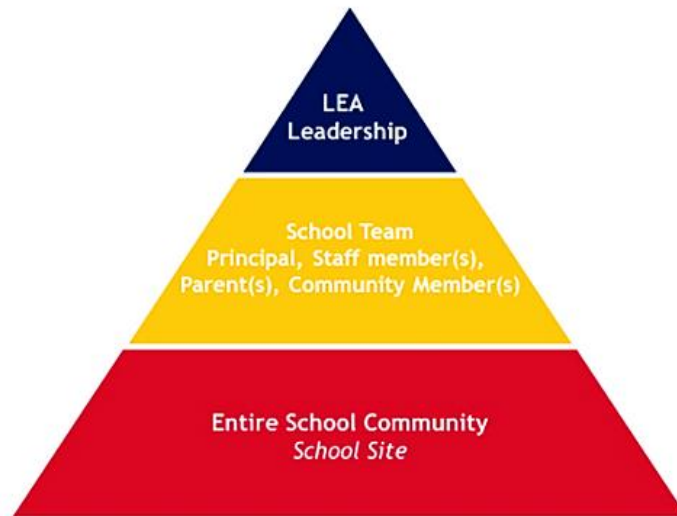 LEA
Leadership
School Team
Principal, Staff member(s),
Parent(s), Community Member(s)
Entire School Community
School Site